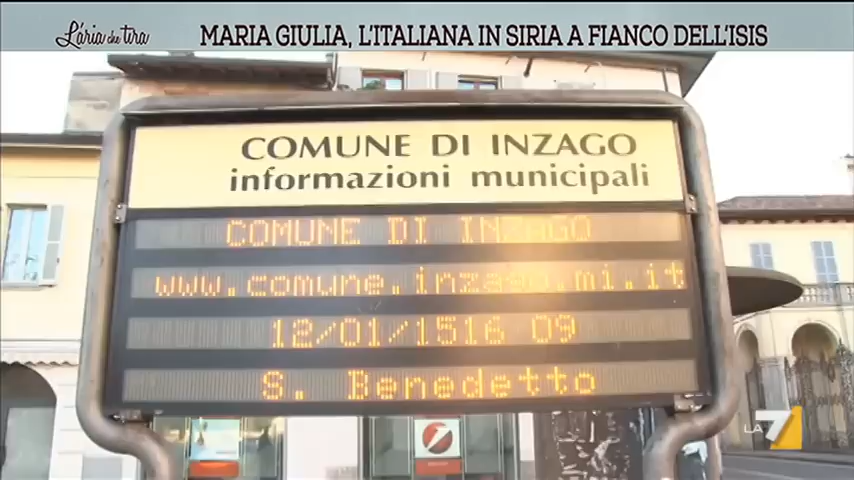 L'aria che tira
MARIA GIULIA, L'ITALIANA IN SIRIA A FIANCO DELL'ISIS
COMUNE DI INZAGO
informazioni municipali
COMUNE DI INZAGO
www.comune.inzago.mi.it
12/01/1516 09
S. Benedetto
LA7